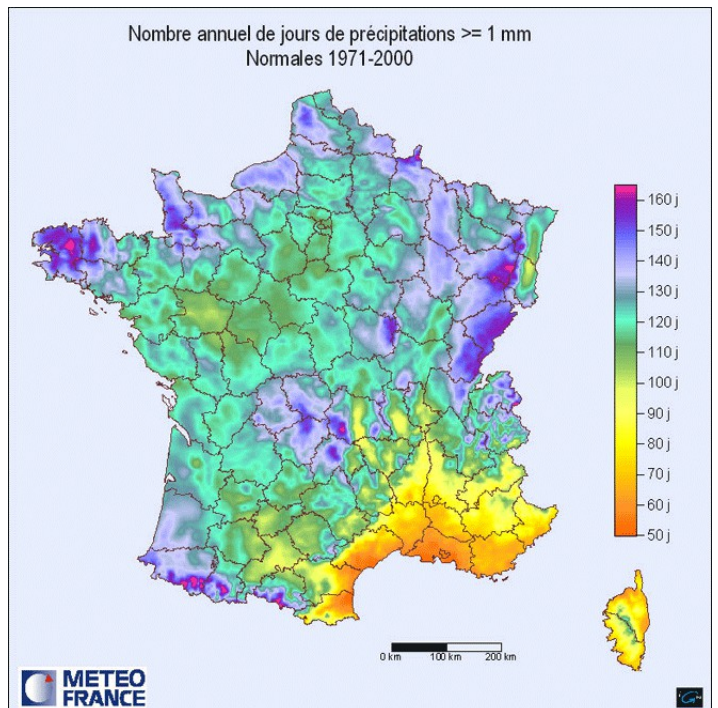 Nombre annuel de jours de précipitations >= 1 mm
Normales 1971-2000
160 j
150 j
140 j
130 j
120 j
110 j
100 j
90 j
80 j
70 j
60 j
50 j
0 km 100 km 200 km
METEO
FRANCE